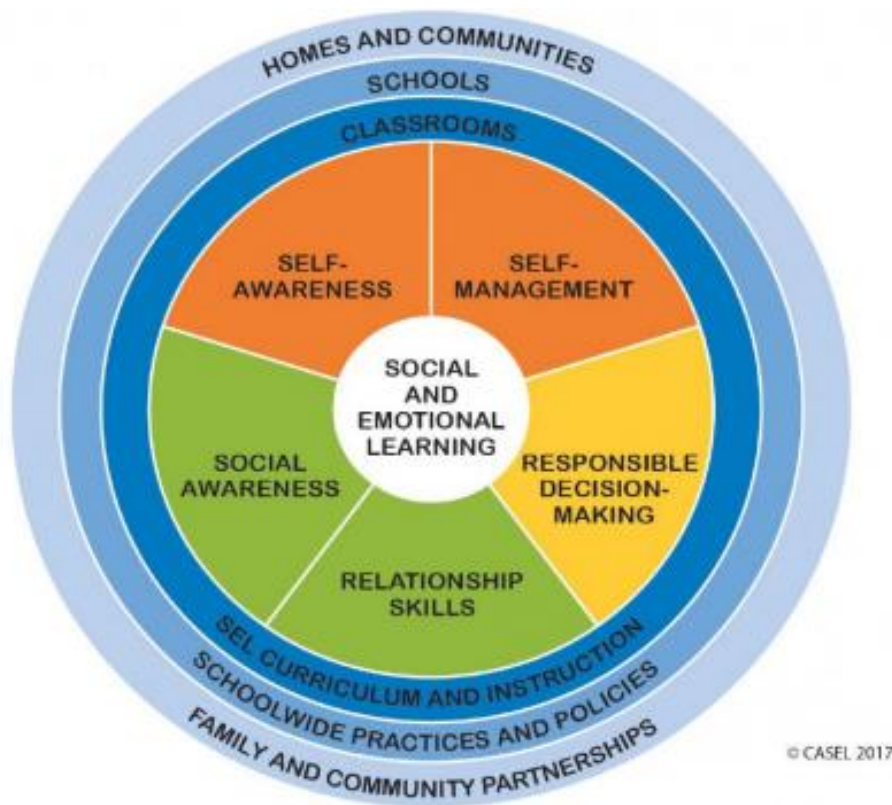 HOMES AND COMMUNITIES
SCHOOLS
CLASSROOMS
SELF-
AWARENESS
SELF-
MANAGEMENT
SOCIAL
AND
EMOTIONAL
LEARNING
SOCIAL
AWARENESS
RESPONSIBLE
DECISION-
MAKING
RELATIONSHIP
SKILLS
SEL CURRICULUM AND INSTRUCTION
SCHOOLWIDE PRACTICES AND POLICIES
FAMILY AND COMMUNITY PARTNERSHIPS
© CASEL 2017